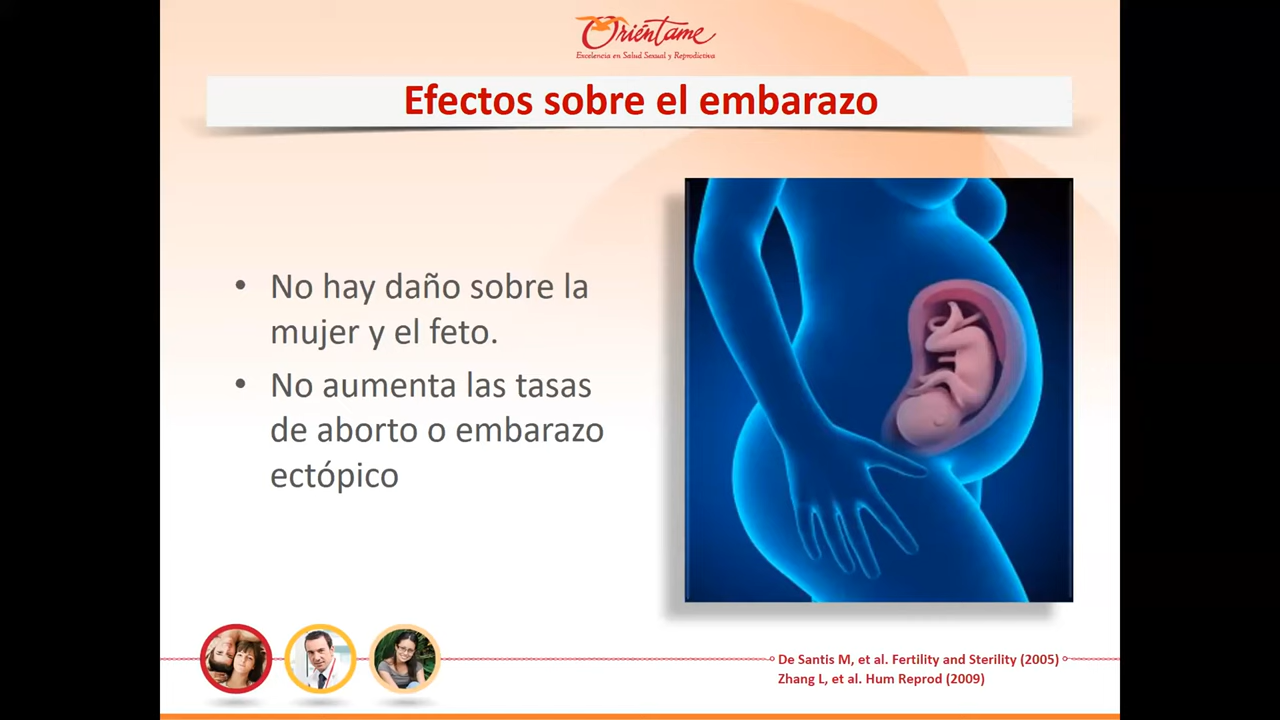 Oriéntame
Excelencia en Salud Sexual y Reproductiva
Efectos sobre el embarazo
• No hay daño sobre la
mujer y el feto.
• No aumenta las tasas
de aborto o embarazo
ectópico
De Santis M, et al. Fertility and Sterility (2005)
Zhang L, et al. Hum Reprod (2009)